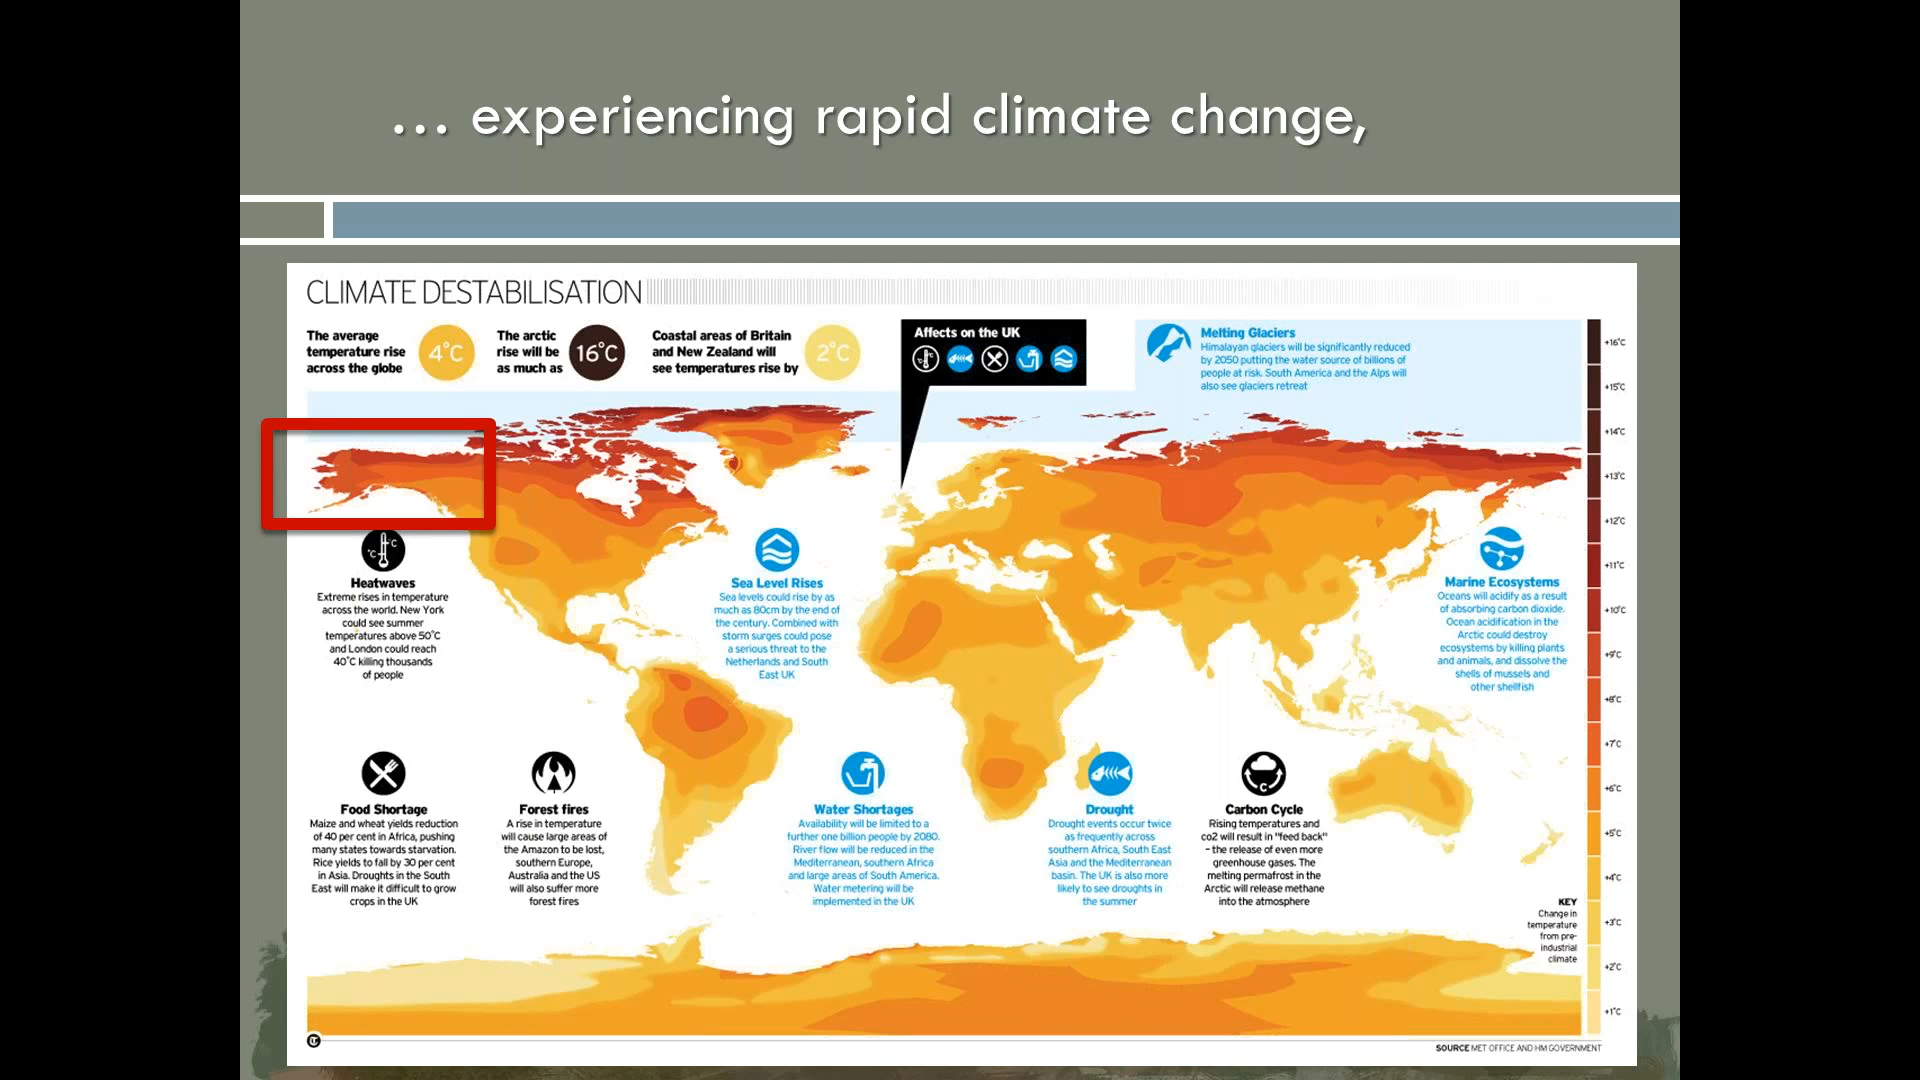 ... experiencing rapid climate change,
CLIMATE DESTABILISATION
The average
temperature rise
across the globe
4°C
The arctic
rise will be
as much as
16°C
Coastal areas of Britain
and New Zealand will
see temperatures rise by
2°C
Affects on the UK
Melting Glaciers
Himalayan glaciers will be significantly reduced
by 2050 putting the water source of billions of
people at risk. South America and the Alps will
also see glaciers retreat
°C
°C
Heatwaves
Extreme rises in temperature
across the world. New York
could see summer
temperatures above 50°C
and London could reach
40°C killing thousands
of people
Sea Level Rises
Sea levels could rise by as
much as 80cm by the end of
the century. Combined with
storm surges could pose
a serious threat to the
Netherlands and South
East UK
Marine Ecosystems
Oceans will acidify as a result
of absorbing carbon dioxide.
Ocean acidification in the
Arctic could destroy
ecosystems by killing plants
and animals, and dissolve the
shells of mussels and
other shellfish
Food Shortage
Maize and wheat yields reduction
of 40 per cent in Africa, pushing
many states towards starvation.
Rice yields to fall by 30 per cent
in Asia. Droughts in the South
East will make it difficult to grow
crops in the UK
Forest fires
A rise in temperature
will cause large areas of
the Amazon to be lost,
southern Europe,
Australia and the US
will also suffer more
forest fires
Water Shortages
Availability will be limited to a
further one billion people by 2080.
River flow will be reduced in the
Mediterranean, southern Africa
and large areas of South America.
Water metering will be
implemented in the UK
Drought
Drought events occur twice
as frequently across
southern Africa, South East
Asia and the Mediterranean
basin. The UK is also more
likely to see droughts in
the summer
C
Carbon Cycle
Rising temperatures and
co2 will result in "feed back"
– the release of even more
greenhouse gases. The
melting permafrost in the
Arctic will release methane
into the atmosphere
+16°C
+15°C
+14°C
+13°C
+12°C
+11°C
+10°C
+9°C
+8°C
+7°C
+6°C
+5°C
+4°C
+3°C
+2°C
+1°C
KEY
Change in
temperature
from pre-
industrial
climate
SOURCE MET OFFICE AND HM GOVERNMENT